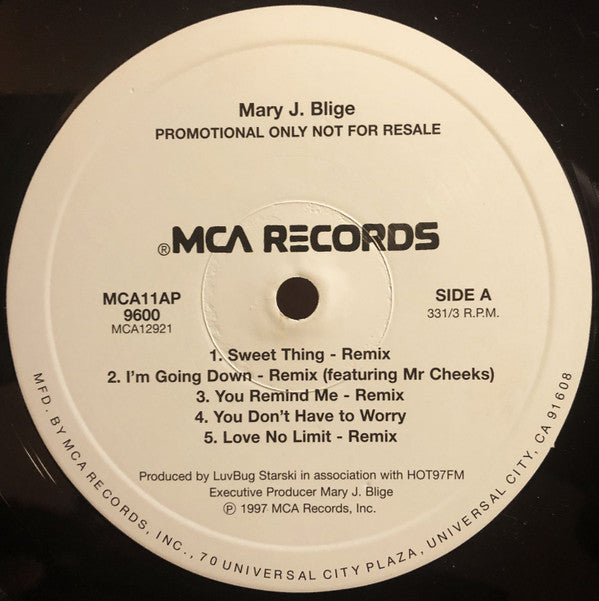 Mary J. Blige
PROMOTIONAL ONLY NOT FOR RESALE
®MCA RECORDS
MCA11AP
9600
MCA12921
SIDE A
331/3 R.P.M.
1. Sweet Thing - Remix
2. I'm Going Down - Remix (featuring Mr Cheeks)
3. You Remind Me - Remix
4. You Don't Have to Worry
5. Love No Limit - Remix
Produced by LuvBug Starski in association with HOT97FM
Executive Producer Mary J. Blige
℗ 1997 MCA Records, Inc.
MFD. BY MCA RECORDS, INC., 70 UNIVERSAL CITY PLAZA, UNIVERSAL CITY, CA 91608